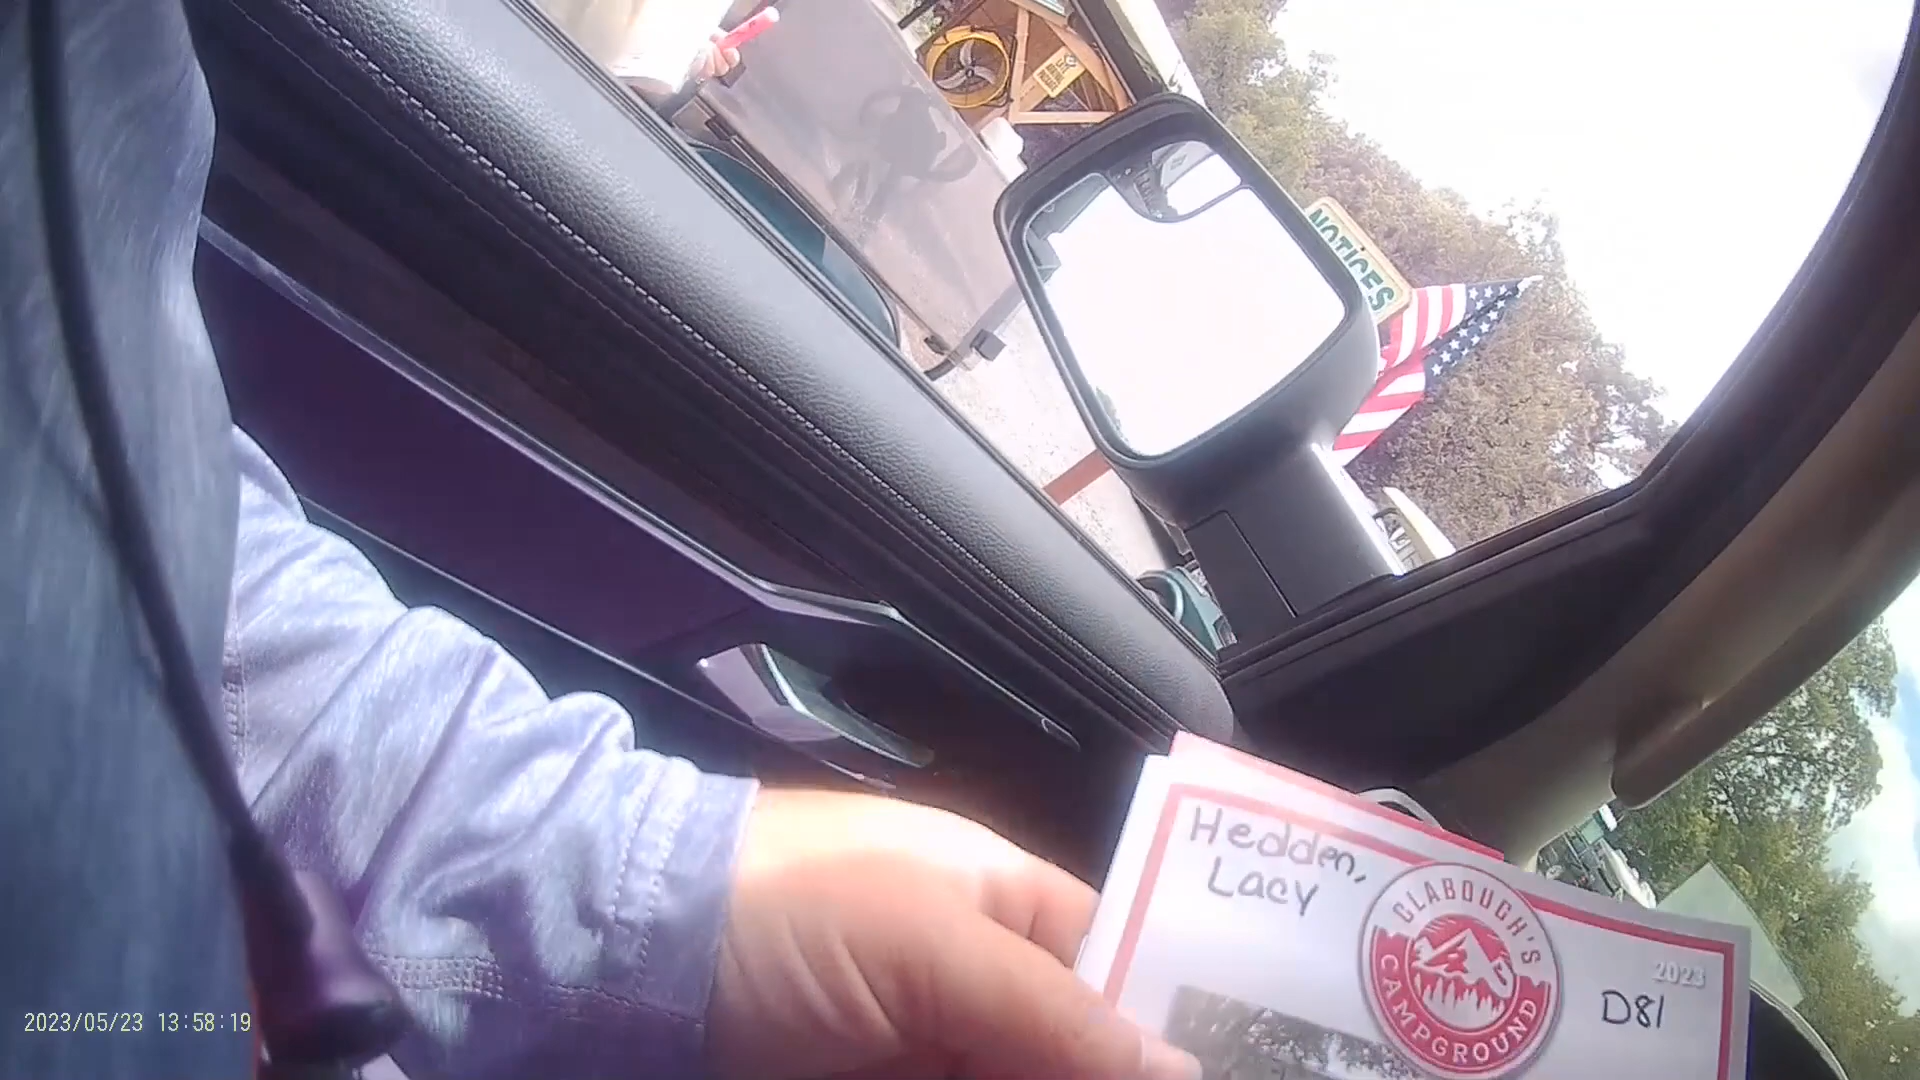 NOTICES
Hedden,
Lacy
CLABOUGH'S
CAMPGROUND
2023
D81
2023/05/23 13:58:19